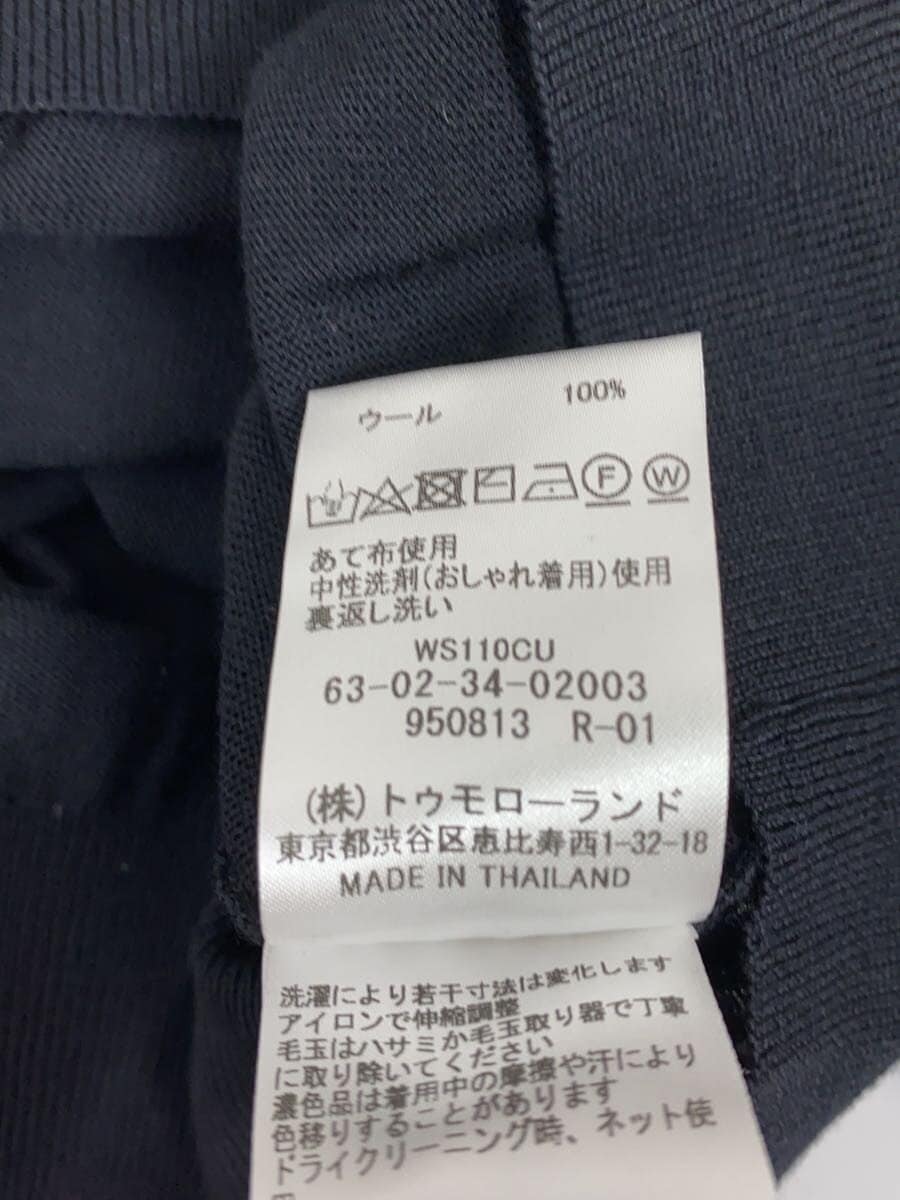 ウール 100%
F W
あて布使用
中性洗剤(おしゃれ着用)使用
裏返し洗い
WS110CU
63-02-34-02003
950813 R-01
(株)トゥモローランド
東京都渋谷区恵比寿西1-32-18
MADE IN THAILAND
洗濯により若干寸法は変化します
アイロンで伸縮調整
毛玉はハサミか毛玉取り器で丁寧
に取り除いてください
濃色品は着用中の摩擦や汗により
色移りすることがあります
ドライクリーニング時、ネット使